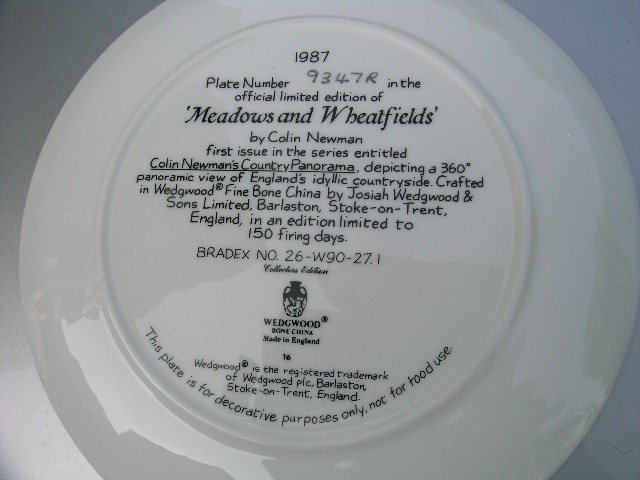 1987
Plate Number 9347R in the
official limited edition of
'Meadows and Wheatfields'
by Colin Newman
first issue in the series entitled
Colin Newman's Country Panorama, depicting a 360°
panoramic view of England's idyllic countryside. Crafted
in Wedgwood® Fine Bone China by Josiah Wedgwood &
Sons Limited, Barlaston, Stoke-on-Trent,
England, in an edition limited to
150 firing days.
BRADEX NO. 26-W90-27.1
Collectors Edition
WEDGWOOD®
BONE CHINA
Made in England
16
Wedgwood® is the registered trademark
of Wedgwood plc, Barlaston,
Stoke-on-Trent, England.
This plate is for decorative purposes only, not for food use.